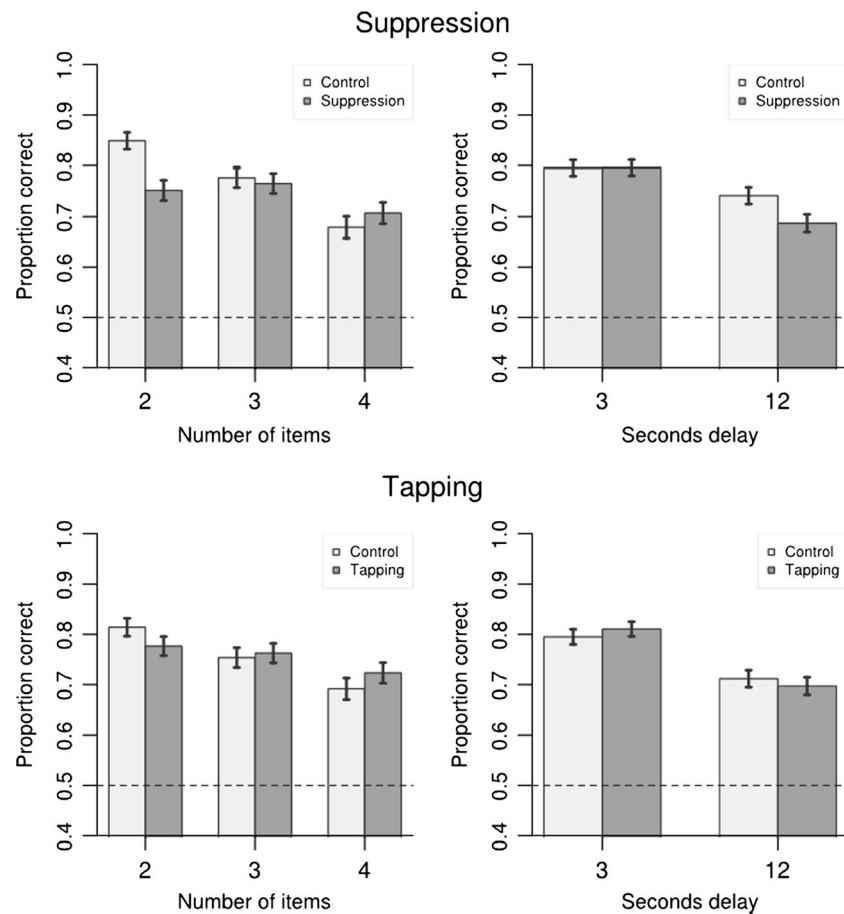 Suppression
Proportion correct
1.0
0.9
0.8
0.7
0.6
0.5
0.4
Control
Suppression
2 3 4
Number of items
Proportion correct
1.0
0.9
0.8
0.7
0.6
0.5
0.4
Control
Suppression
3 12
Seconds delay
Tapping
Proportion correct
1.0
0.9
0.8
0.7
0.6
0.5
0.4
Control
Tapping
2 3 4
Number of items
Proportion correct
1.0
0.9
0.8
0.7
0.6
0.5
0.4
Control
Tapping
3 12
Seconds delay